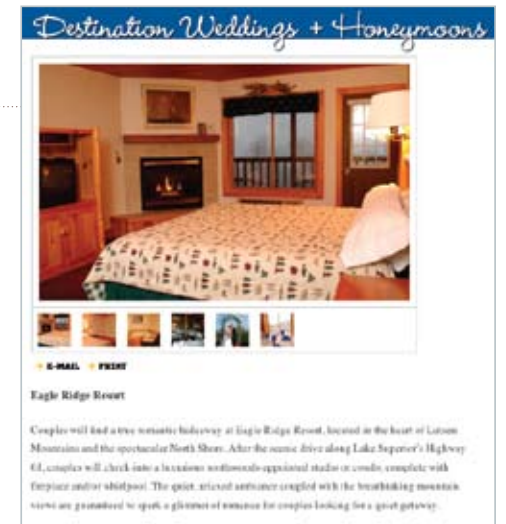 Destination Weddings + Honeymoons
E-MAIL PRINT
Eagle Ridge Resort
Couples will find a true romantic hideaway at Eagle Ridge Resort, located in the heart of Lutsen
Mountains and the spectacular North Shore. After the scenic drive along Lake Superior's Highway
61, couples will check into a luxurious northwoods-appointed studio or condo, complete with
fireplace and/or whirlpool. The quiet, relaxed ambiance coupled with the breathtaking mountain
views are guaranteed to spark a glimmer of romance for couples looking for a quiet getaway.